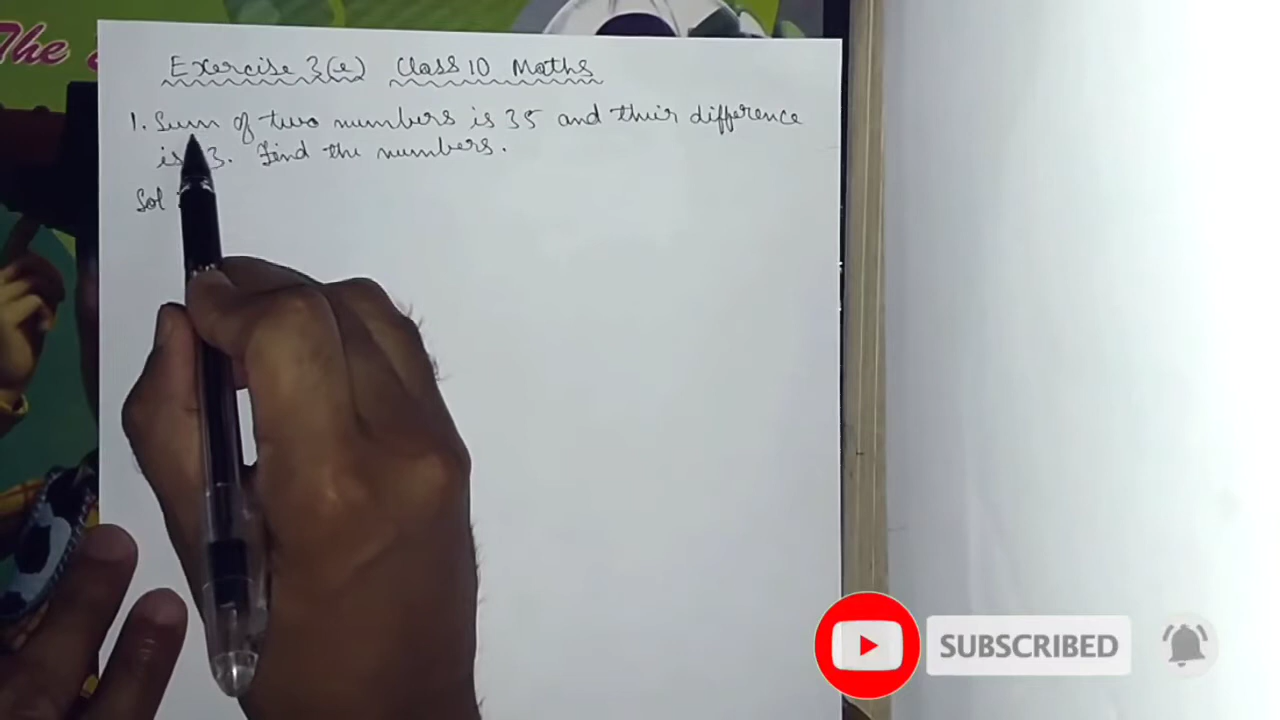 The
Exercise 3(e) Class 10 Maths
1. Sum of two numbers is 35 and their difference
is 3. Find the numbers.
Sol
SUBSCRIBED